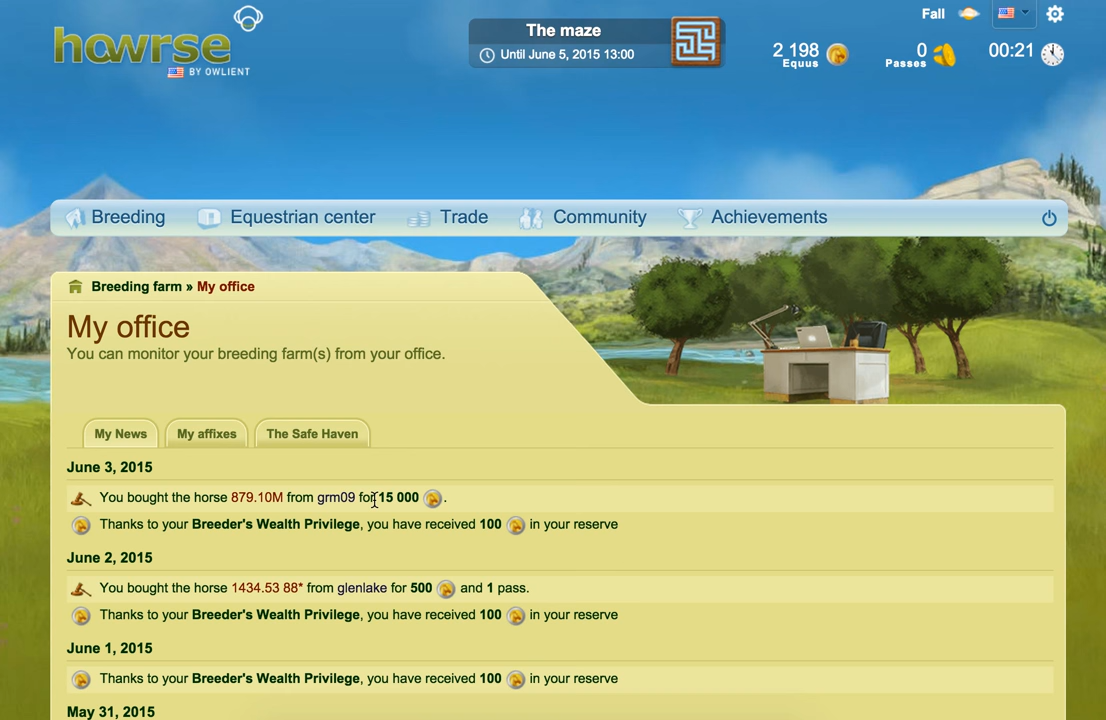 howrse
BY OWLIENT
The maze
Until June 5, 2015 13:00
Fall
2 198
Equus
0
Passes
00:21
Breeding
Equestrian center
Trade
Community
Achievements
Breeding farm » My office
My office
You can monitor your breeding farm(s) from your office.
My News
My affixes
The Safe Haven
June 3, 2015
You bought the horse 879.10M from grm09 for 15 000 .
Thanks to your Breeder's Wealth Privilege, you have received 100 in your reserve
June 2, 2015
You bought the horse 1434.53 88* from glenlake for 500 and 1 pass.
Thanks to your Breeder's Wealth Privilege, you have received 100 in your reserve
June 1, 2015
Thanks to your Breeder's Wealth Privilege, you have received 100 in your reserve
May 31, 2015